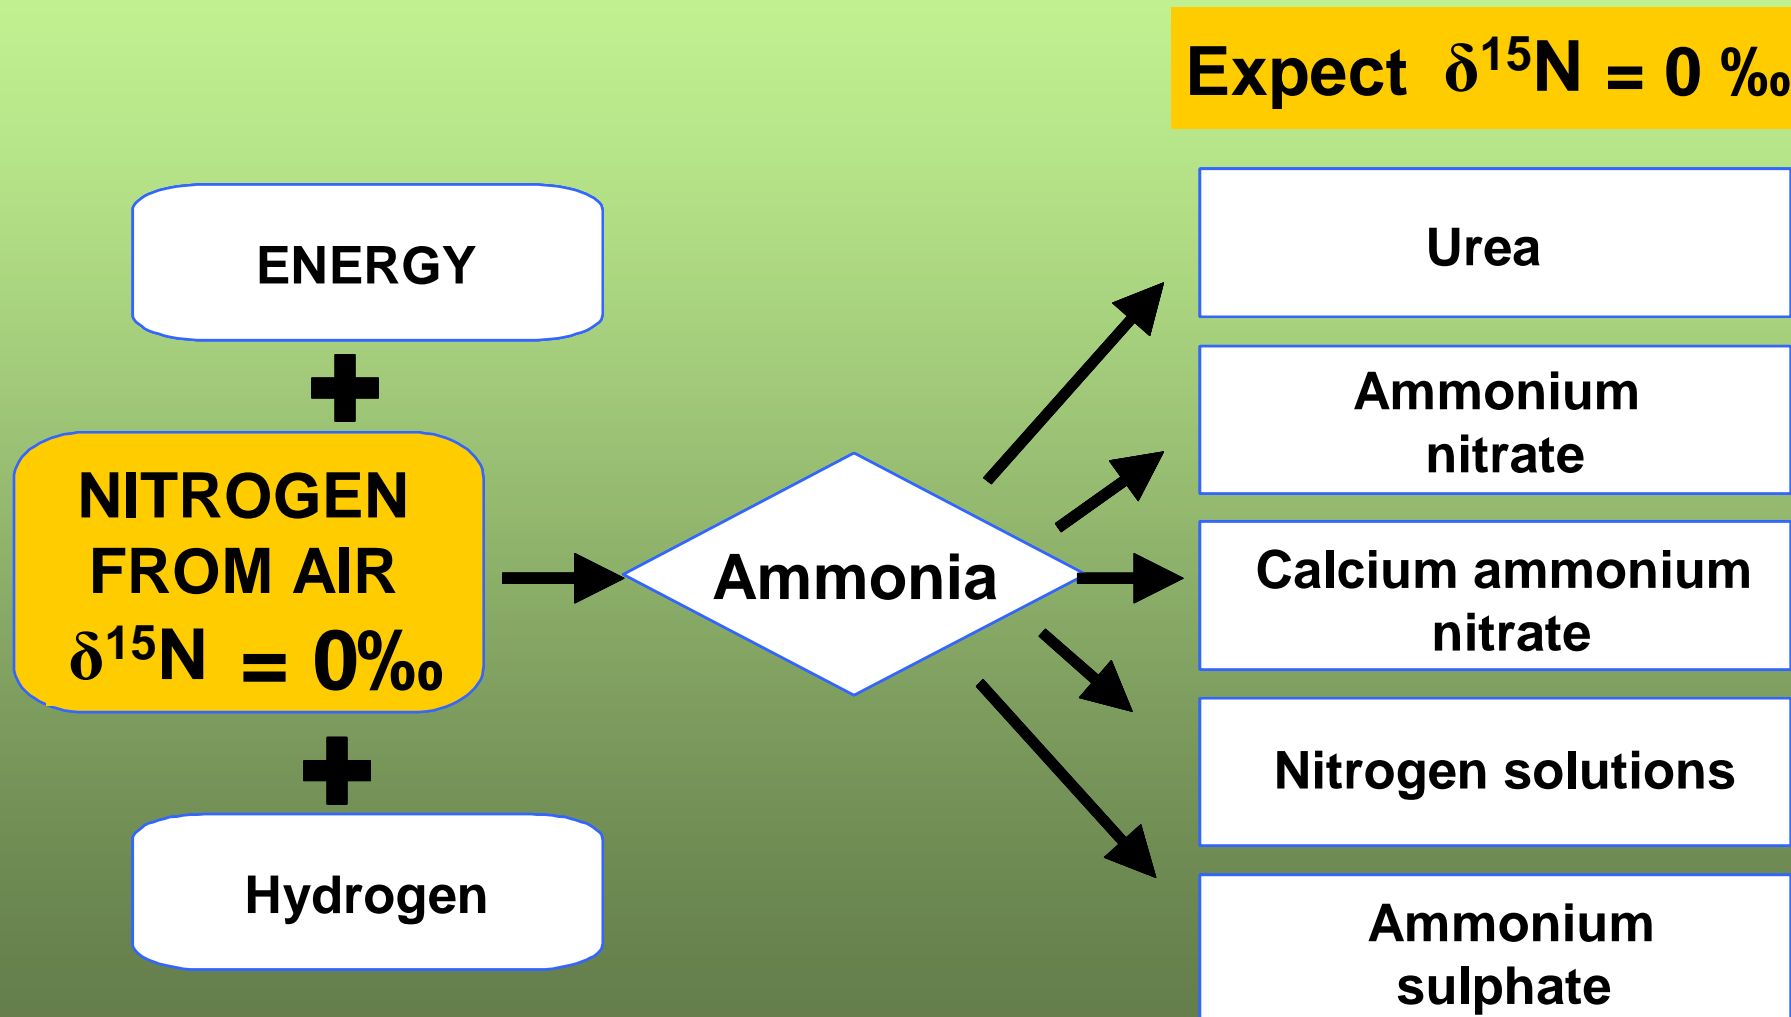 Expect δ¹⁵N = 0 ‰
ENERGY
NITROGEN
FROM AIR
δ¹⁵N = 0‰
Hydrogen
Ammonia
Urea
Ammonium
nitrate
Calcium ammonium
nitrate
Nitrogen solutions
Ammonium
sulphate